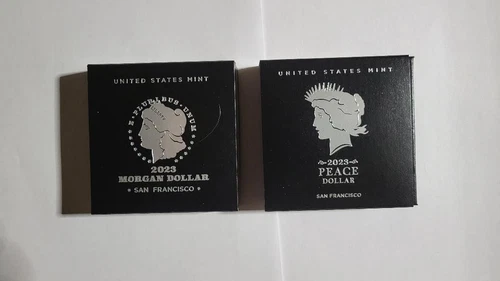 UNITED STATES MINT
E·PLURIBUS·UNUM
2023
MORGAN DOLLAR
SAN FRANCISCO
UNITED STATES MINT
2023
PEACE
DOLLAR
SAN FRANCISCO